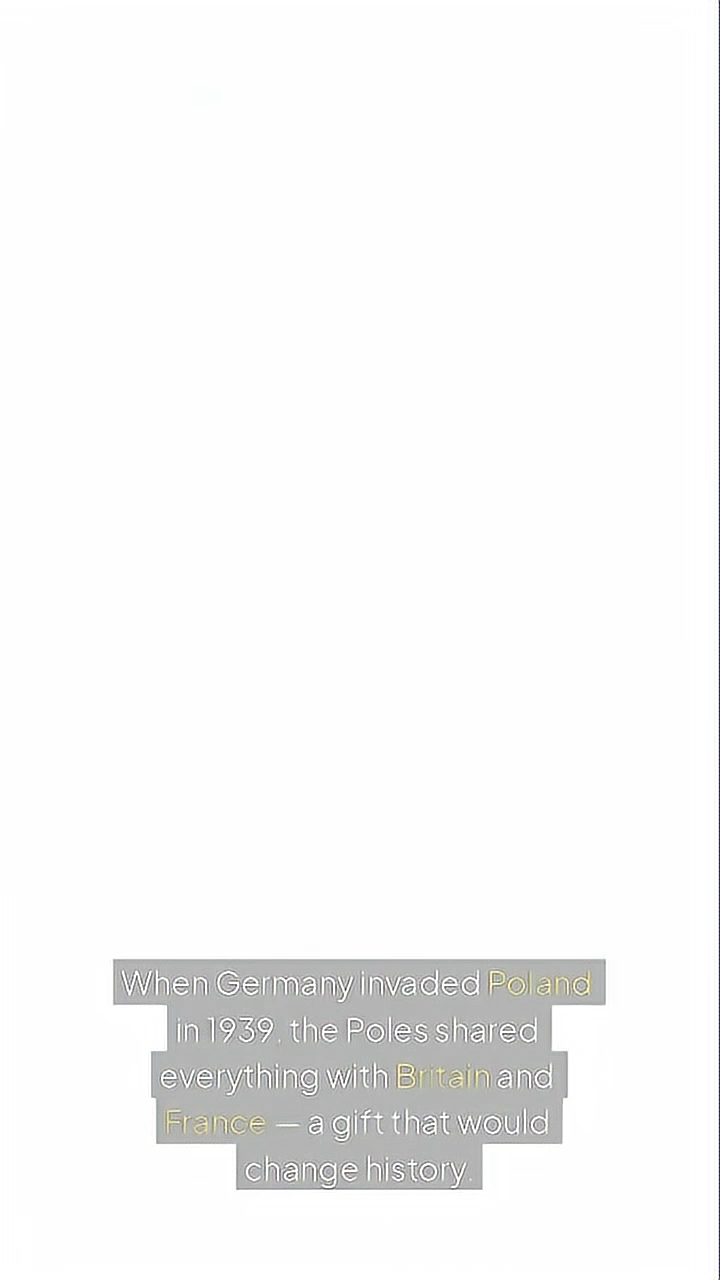 When Germany invaded Poland
in 1939, the Poles shared
everything with Britain and
France — a gift that would
change history.